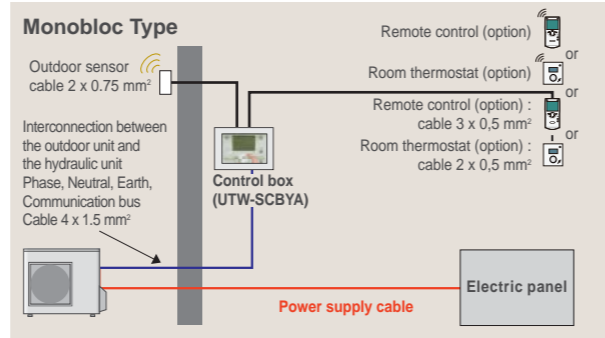 Monobloc Type
Remote control (option)
or
Outdoor sensor
cable 2 x 0.75 mm²
Room thermostat (option)
or
Remote control (option) :
cable 3 x 0,5 mm²
or
Room thermostat (option) :
cable 2 x 0,5 mm²
Interconnection between
the outdoor unit and
the hydraulic unit
Phase, Neutral, Earth,
Communication bus
Cable 4 x 1.5 mm²
Control box
(UTW-SCBYA)
Electric panel
Power supply cable